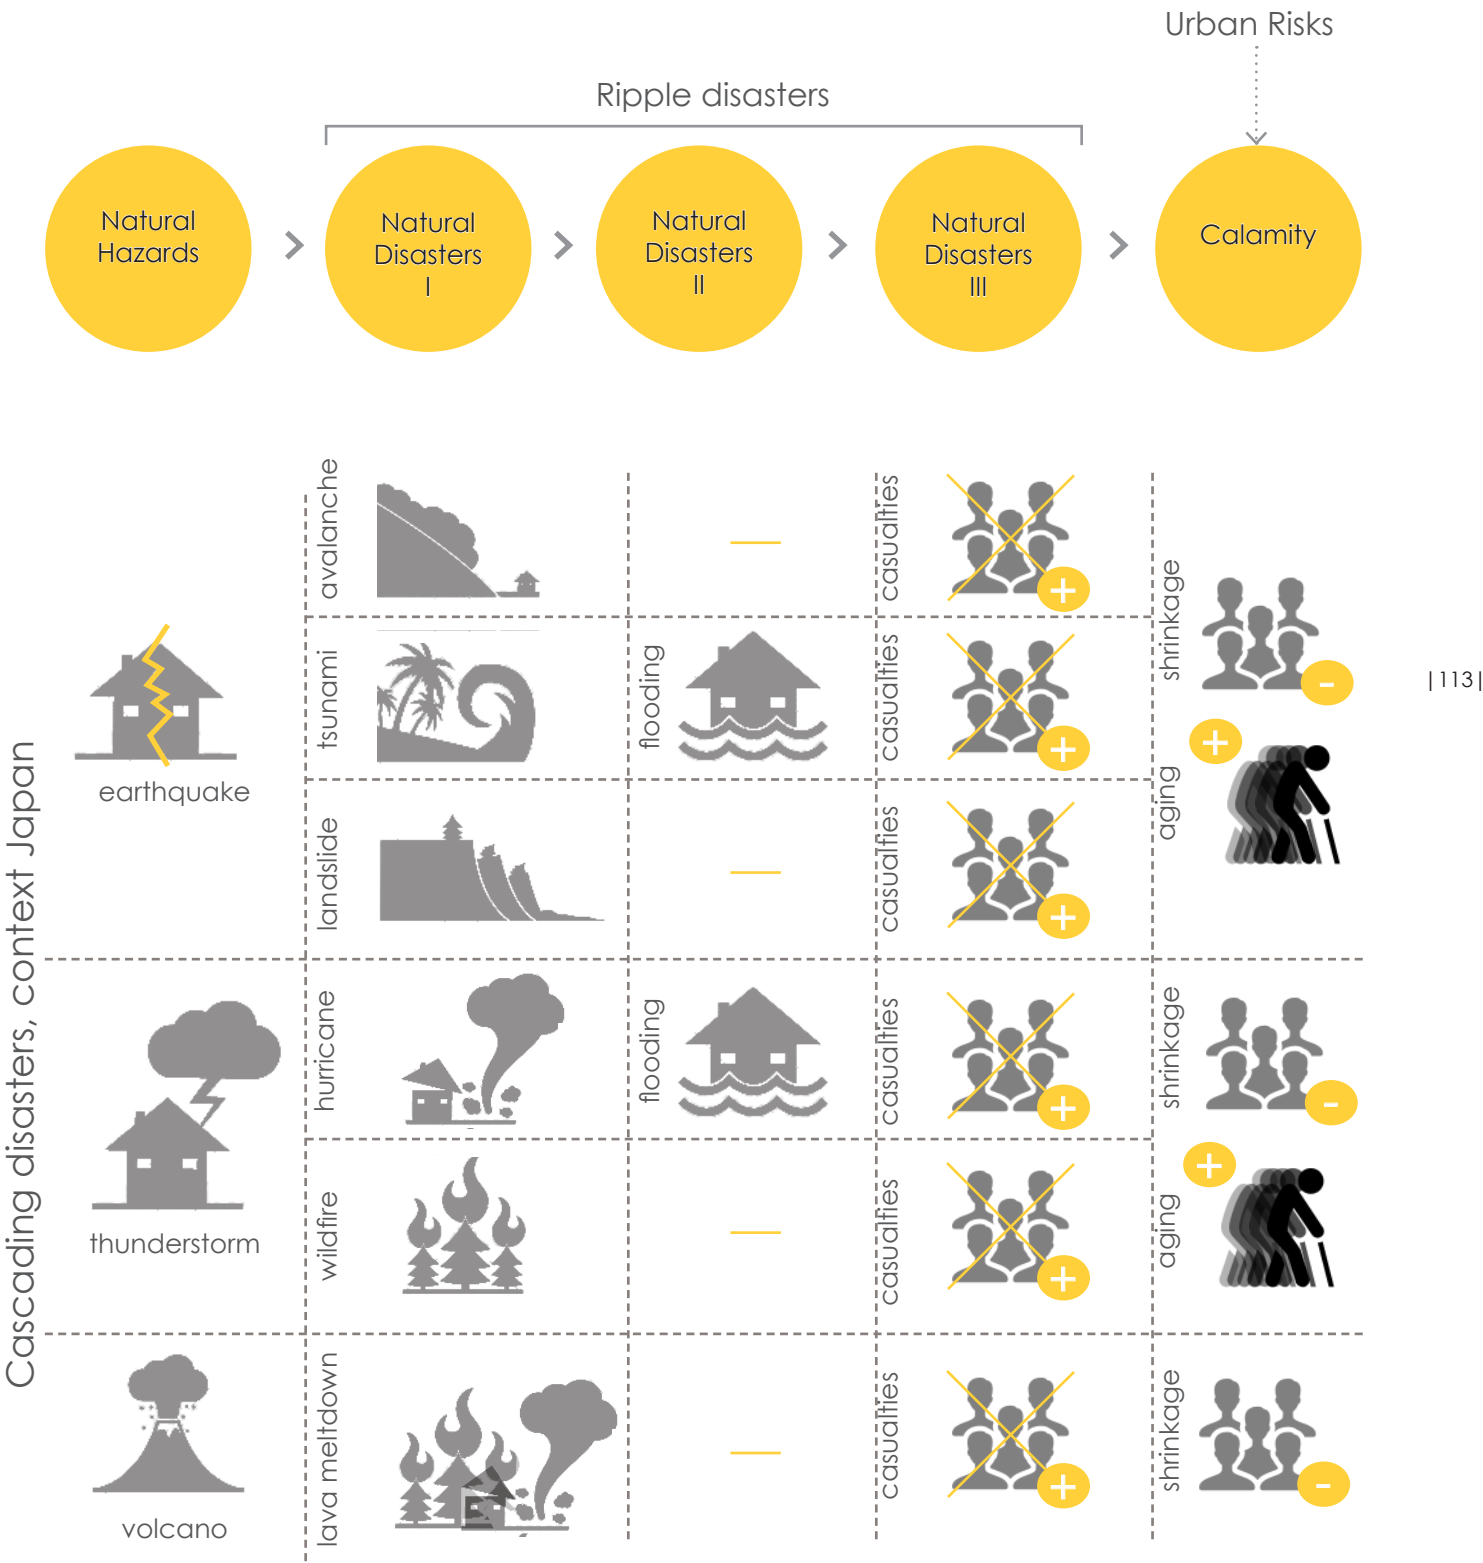 Urban Risks
Ripple disasters
Natural
Hazards
>
Natural
Disasters
I
>
Natural
Disasters
II
>
Natural
Disasters
III
>
Calamity
Cascading disasters, context Japan
earthquake
avalanche
—
casualties
+
tsunami
flooding
casualties
+
landslide
—
casualties
+
shrinkage
-
aging
+
|113|
thunderstorm
hurricane
flooding
casualties
+
wildfire
—
casualties
+
shrinkage
-
aging
+
volcano
lava meltdown
—
casualties
+
shrinkage
-